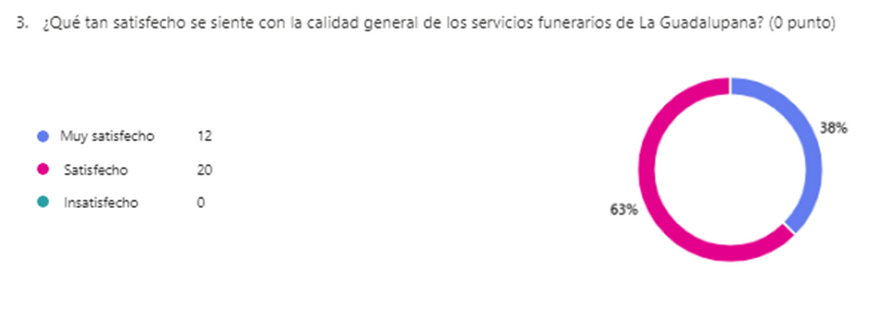 3. ¿Qué tan satisfecho se siente con la calidad general de los servicios funerarios de La Guadalupana? (0 punto)
Muy satisfecho 12
Satisfecho 20
Insatisfecho 0
38%
63%